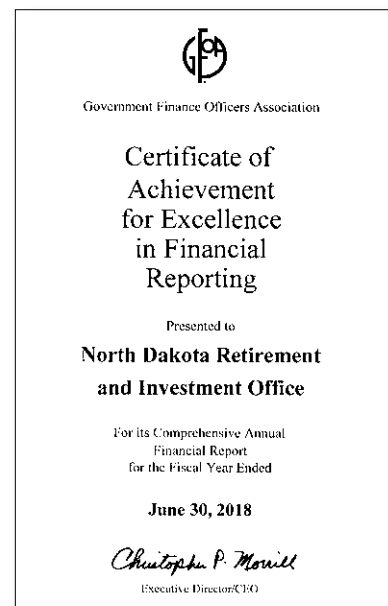 GFOA
Government Finance Officers Association
Certificate of
Achievement
for Excellence
in Financial
Reporting
Presented to
North Dakota Retirement
and Investment Office
For its Comprehensive Annual
Financial Report
for the Fiscal Year Ended
June 30, 2018
Christopher P. Morrill
Executive Director/CEO